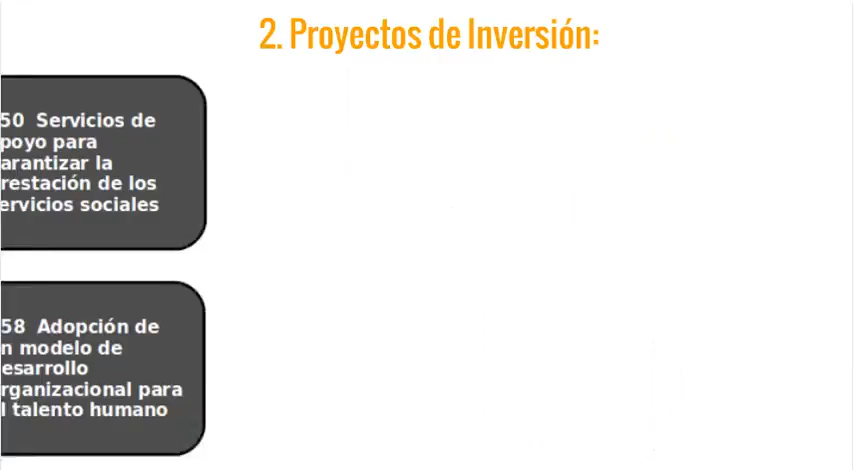 2. Proyectos de Inversión:
50 Servicios de
poyo para
arantizar la
restación de los
ervicios sociales
58 Adopción de
n modelo de
esarrollo
rganizacional para
l talento humano